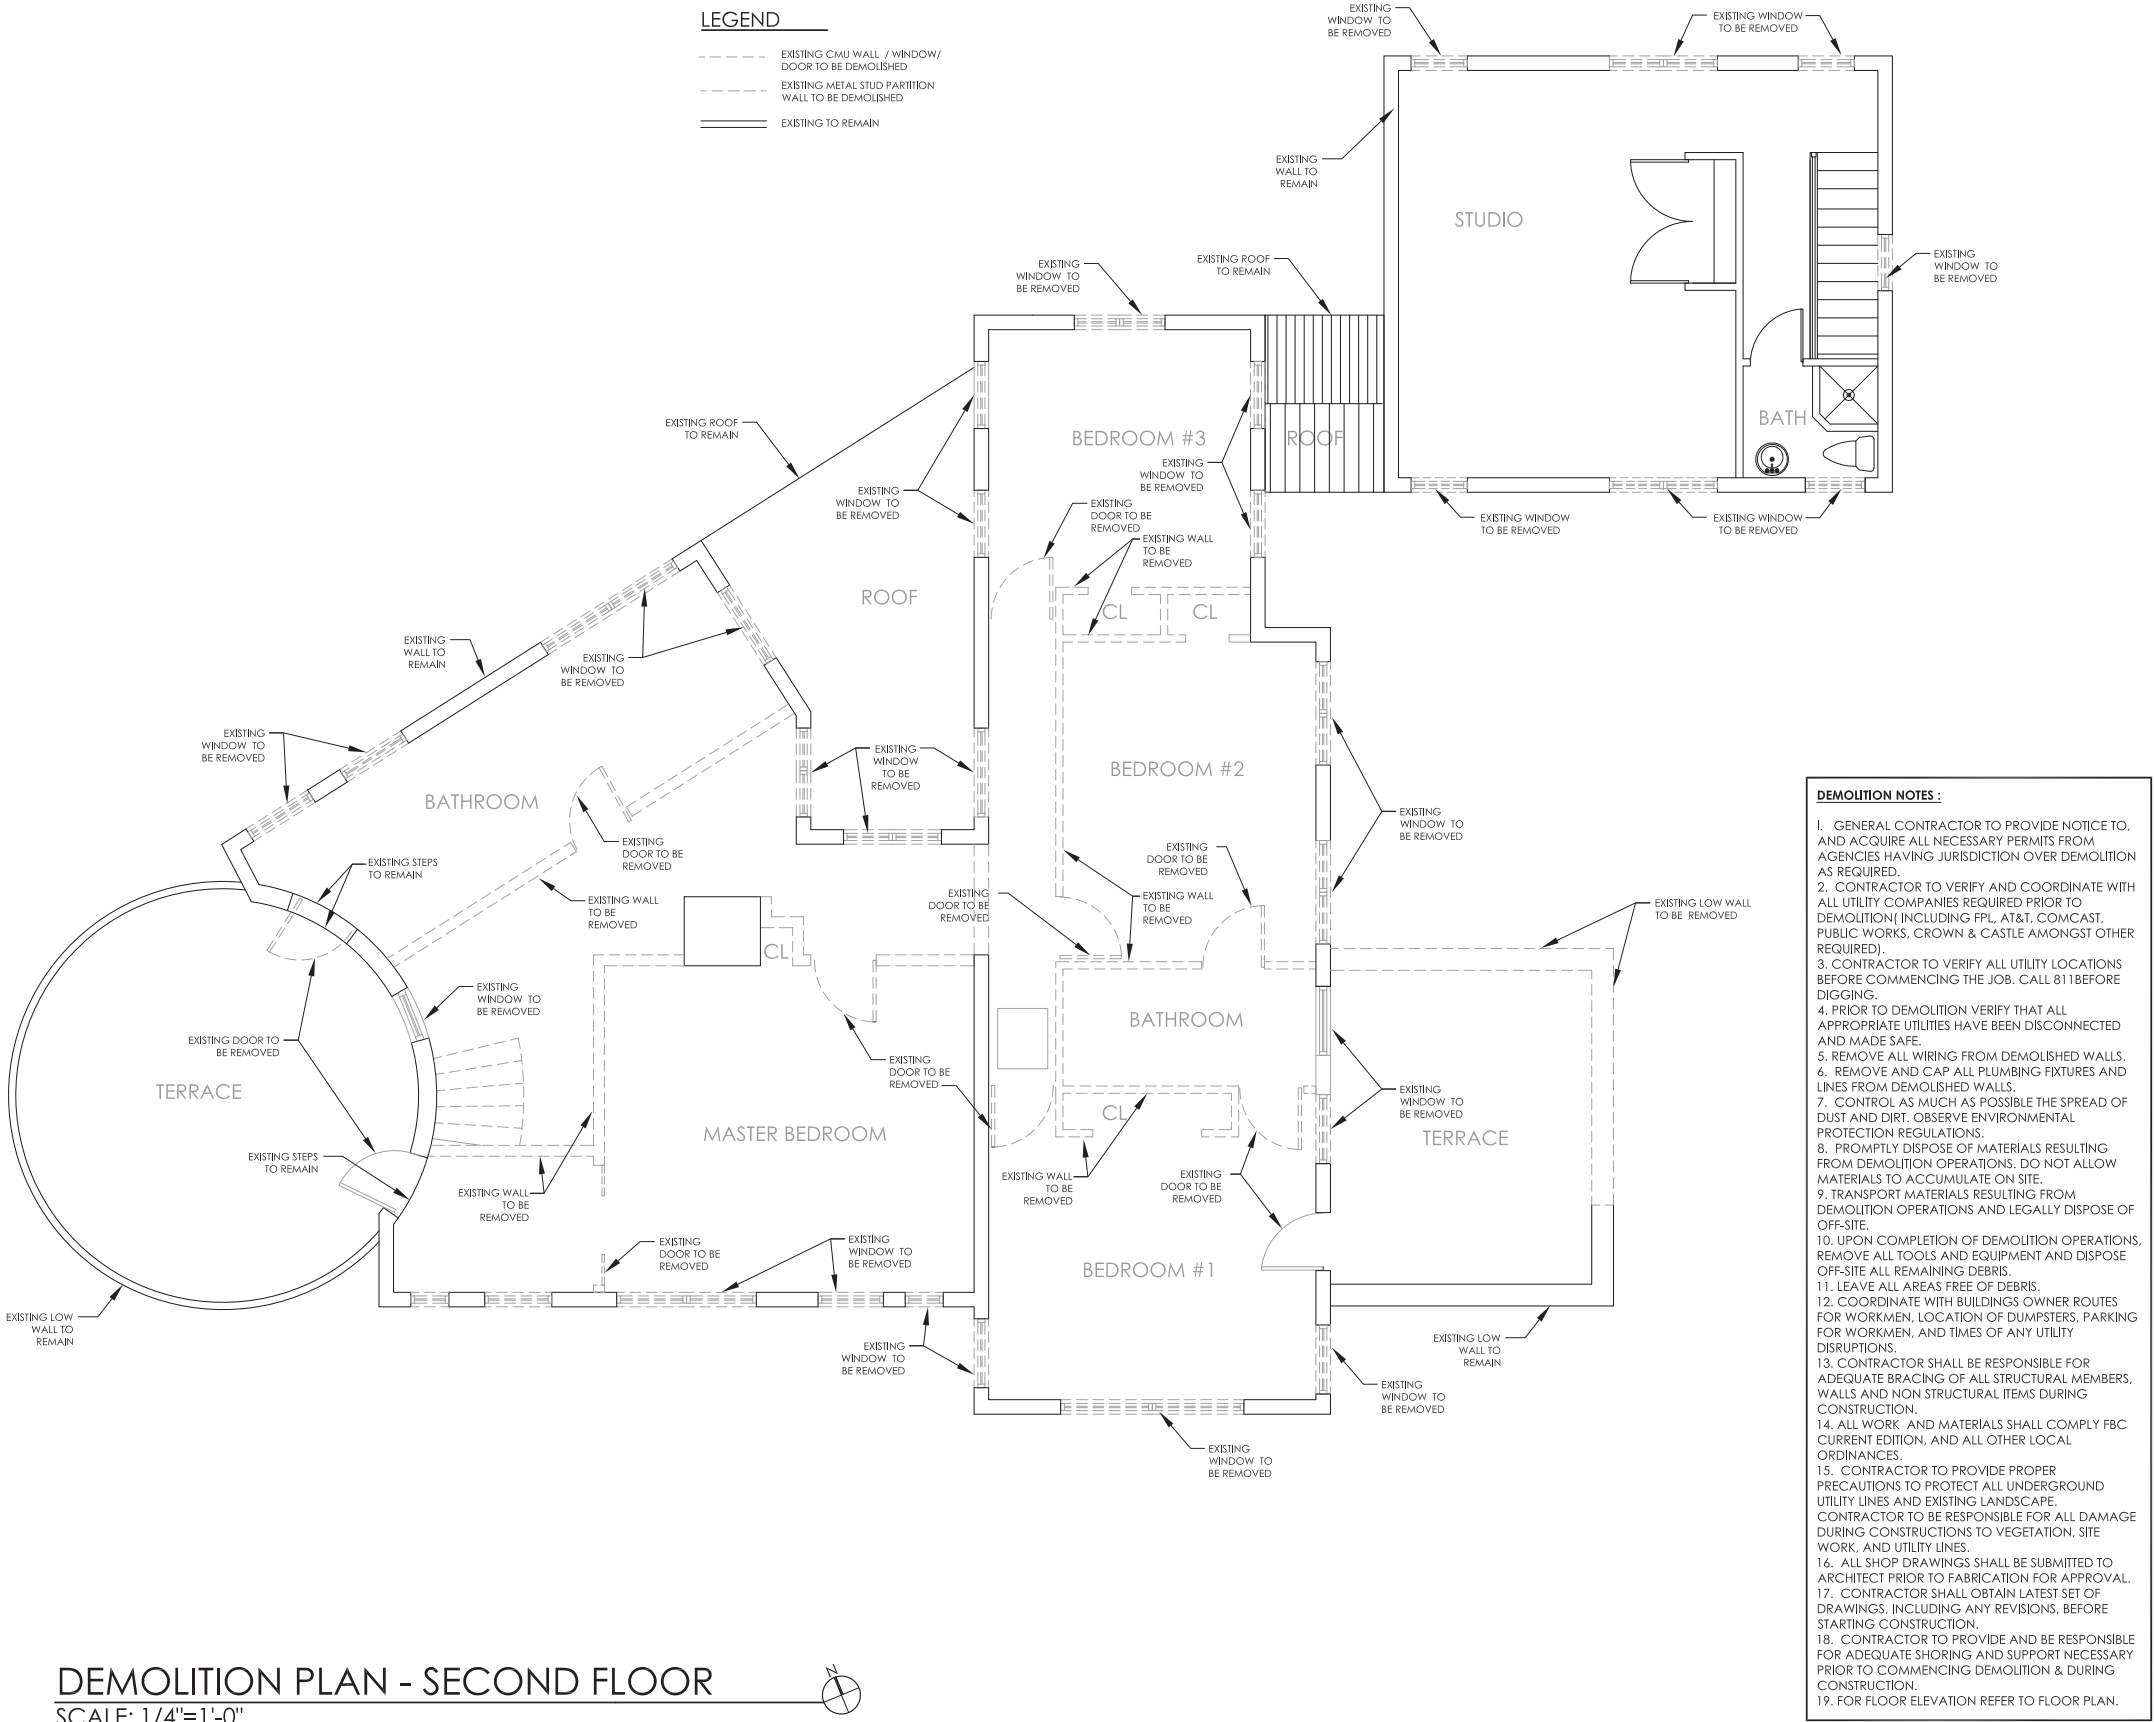 LEGEND
EXISTING CMU WALL / WINDOW/
DOOR TO BE DEMOLISHED
EXISTING METAL STUD PARTITION
WALL TO BE DEMOLISHED
EXISTING TO REMAIN
EXISTING
WINDOW TO
BE REMOVED
EXISTING WINDOW
TO BE REMOVED
EXISTING
WALL TO
REMAIN
STUDIO
EXISTING
WINDOW TO
BE REMOVED
EXISTING ROOF
TO REMAIN
EXISTING
WINDOW TO
BE REMOVED
BATH
ROOF
EXISTING WINDOW
TO BE REMOVED
EXISTING WINDOW
TO BE REMOVED
EXISTING ROOF
TO REMAIN
BEDROOM #3
EXISTING
WINDOW TO
BE REMOVED
EXISTING
WINDOW TO
BE REMOVED
EXISTING
DOOR TO BE
REMOVED
EXISTING WALL
TO BE
REMOVED
CL
CL
ROOF
EXISTING
WALL TO
REMAIN
EXISTING
WINDOW TO
BE REMOVED
EXISTING
WINDOW TO
BE REMOVED
EXISTING
WINDOW
TO BE
REMOVED
BEDROOM #2
BATHROOM
EXISTING
WINDOW TO
BE REMOVED
EXISTING
DOOR TO BE
REMOVED
EXISTING
DOOR TO BE
REMOVED
EXISTING STEPS
TO REMAIN
EXISTING WALL
TO BE
REMOVED
EXISTING
DOOR TO BE
REMOVED
EXISTING WALL
TO BE
REMOVED
EXISTING LOW WALL
TO BE REMOVED
CL
EXISTING
WINDOW TO
BE REMOVED
BATHROOM
EXISTING DOOR TO
BE REMOVED
EXISTING
DOOR TO BE
REMOVED
TERRACE
EXISTING
WINDOW TO
BE REMOVED
CL
MASTER BEDROOM
TERRACE
EXISTING STEPS
TO REMAIN
EXISTING WALL
TO BE
REMOVED
EXISTING WALL
TO BE
REMOVED
EXISTING
DOOR TO BE
REMOVED
EXISTING
DOOR TO BE
REMOVED
EXISTING
WINDOW TO
BE REMOVED
BEDROOM #1
EXISTING LOW
WALL TO
REMAIN
EXISTING
WINDOW TO
BE REMOVED
EXISTING LOW
WALL TO
REMAIN
EXISTING
WINDOW TO
BE REMOVED
EXISTING
WINDOW TO
BE REMOVED
DEMOLITION NOTES :
I. GENERAL CONTRACTOR TO PROVIDE NOTICE TO,
AND ACQUIRE ALL NECESSARY PERMITS FROM
AGENCIES HAVING JURISDICTION OVER DEMOLITION
AS REQUIRED.
2. CONTRACTOR TO VERIFY AND COORDINATE WITH
ALL UTILITY COMPANIES REQUIRED PRIOR TO
DEMOLITION( INCLUDING FPL, AT&T, COMCAST,
PUBLIC WORKS, CROWN & CASTLE AMONGST OTHER
REQUIRED).
3. CONTRACTOR TO VERIFY ALL UTILITY LOCATIONS
BEFORE COMMENCING THE JOB. CALL 811BEFORE
DIGGING.
4. PRIOR TO DEMOLITION VERIFY THAT ALL
APPROPRIATE UTILITIES HAVE BEEN DISCONNECTED
AND MADE SAFE.
5. REMOVE ALL WIRING FROM DEMOLISHED WALLS.
6. REMOVE AND CAP ALL PLUMBING FIXTURES AND
LINES FROM DEMOLISHED WALLS.
7. CONTROL AS MUCH AS POSSIBLE THE SPREAD OF
DUST AND DIRT. OBSERVE ENVIRONMENTAL
PROTECTION REGULATIONS.
8. PROMPTLY DISPOSE OF MATERIALS RESULTING
FROM DEMOLITION OPERATIONS. DO NOT ALLOW
MATERIALS TO ACCUMULATE ON SITE.
9. TRANSPORT MATERIALS RESULTING FROM
DEMOLITION OPERATIONS AND LEGALLY DISPOSE OF
OFF-SITE.
10. UPON COMPLETION OF DEMOLITION OPERATIONS,
REMOVE ALL TOOLS AND EQUIPMENT AND DISPOSE
OFF-SITE ALL REMAINING DEBRIS.
11. LEAVE ALL AREAS FREE OF DEBRIS.
12. COORDINATE WITH BUILDINGS OWNER ROUTES
FOR WORKMEN, LOCATION OF DUMPSTERS, PARKING
FOR WORKMEN, AND TIMES OF ANY UTILITY
DISRUPTIONS.
13. CONTRACTOR SHALL BE RESPONSIBLE FOR
ADEQUATE BRACING OF ALL STRUCTURAL MEMBERS,
WALLS AND NON STRUCTURAL ITEMS DURING
CONSTRUCTION.
14. ALL WORK AND MATERIALS SHALL COMPLY FBC
CURRENT EDITION, AND ALL OTHER LOCAL
ORDINANCES.
15. CONTRACTOR TO PROVIDE PROPER
PRECAUTIONS TO PROTECT ALL UNDERGROUND
UTILITY LINES AND EXISTING LANDSCAPE.
CONTRACTOR TO BE RESPONSIBLE FOR ALL DAMAGE
DURING CONSTRUCTIONS TO VEGETATION, SITE
WORK, AND UTILITY LINES.
16. ALL SHOP DRAWINGS SHALL BE SUBMITTED TO
ARCHITECT PRIOR TO FABRICATION FOR APPROVAL.
17. CONTRACTOR SHALL OBTAIN LATEST SET OF
DRAWINGS, INCLUDING ANY REVISIONS, BEFORE
STARTING CONSTRUCTION.
18. CONTRACTOR TO PROVIDE AND BE RESPONSIBLE
FOR ADEQUATE SHORING AND SUPPORT NECESSARY
PRIOR TO COMMENCING DEMOLITION & DURING
CONSTRUCTION.
19. FOR FLOOR ELEVATION REFER TO FLOOR PLAN.
DEMOLITION PLAN - SECOND FLOOR
N
SCALE: 1/4"=1'-0"